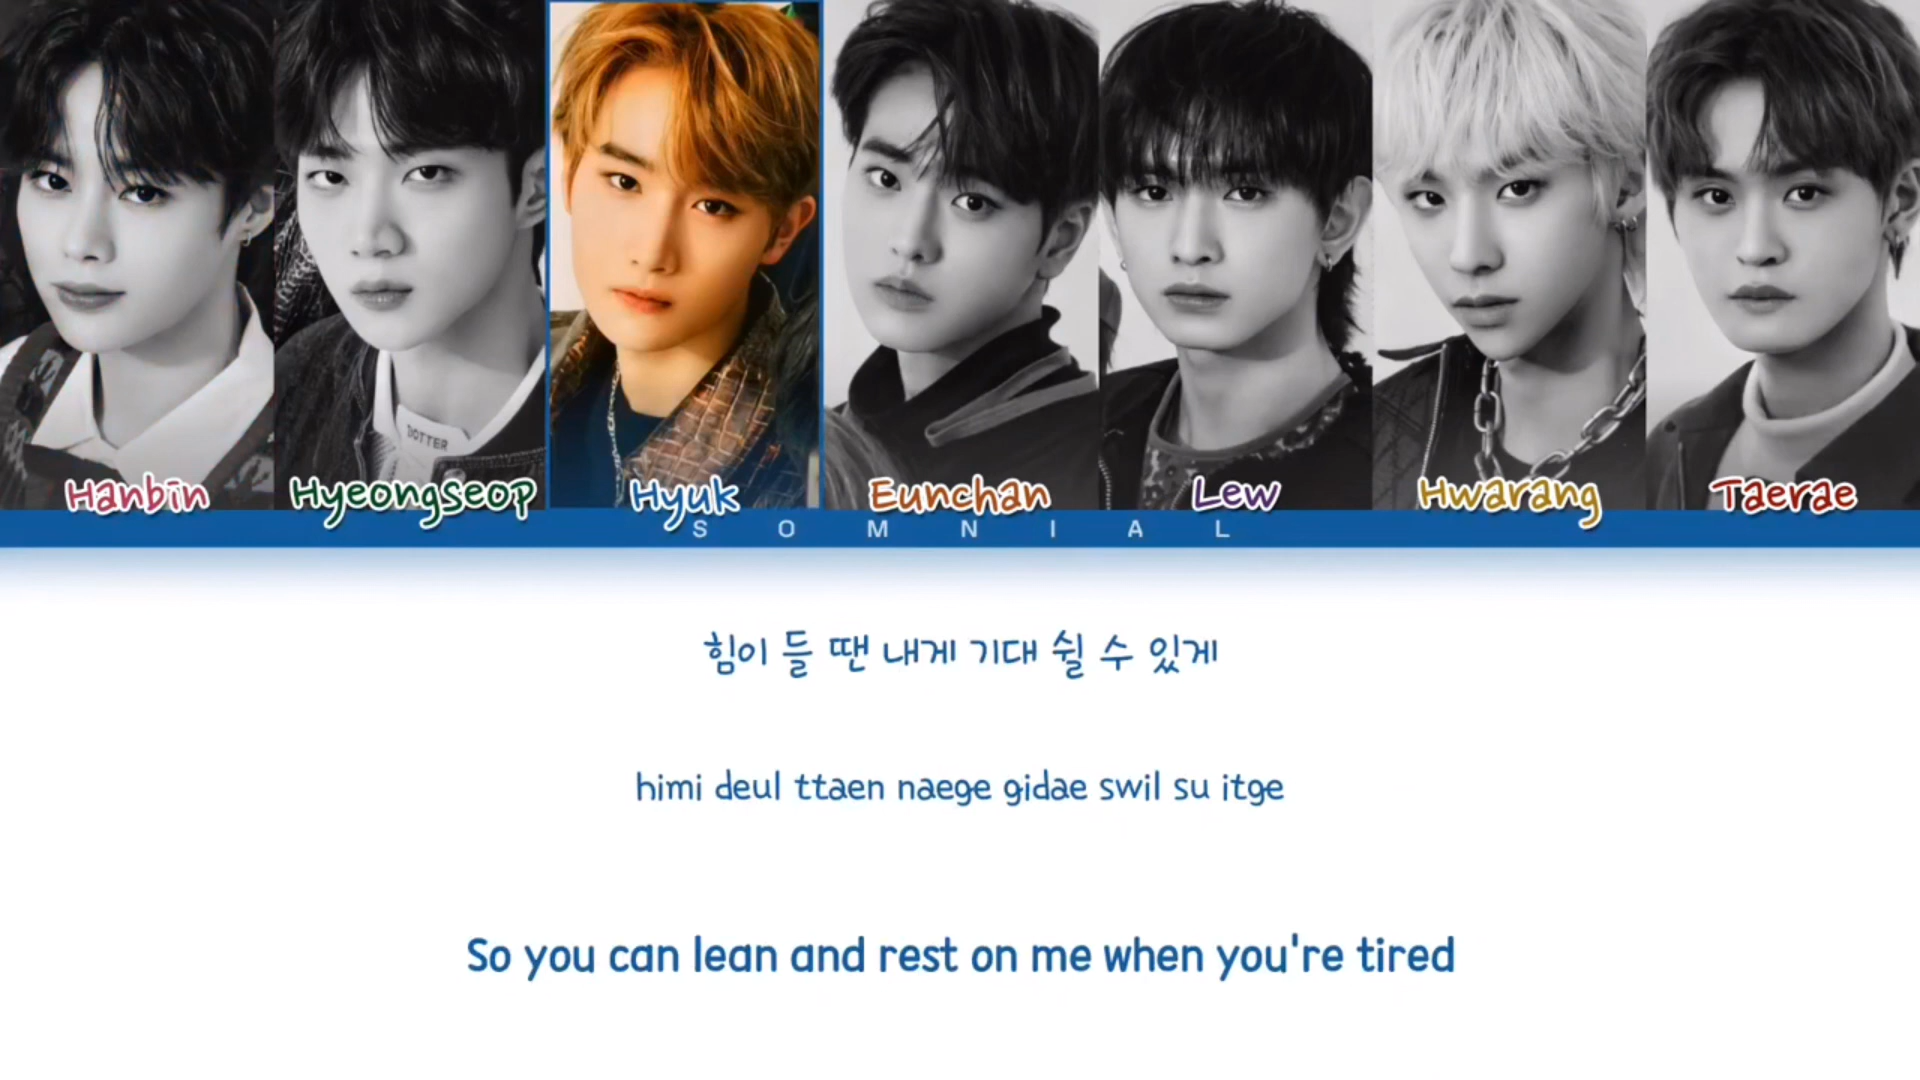 DOTTER
Hanbin Hyeongseop Hyuk Eunchan Lew Hwarang Taerae
SOMNIAL
힘이 들 땐 내게 기대 쉴 수 있게
himi deul ttaen naege gidae swil su itge
So you can lean and rest on me when you're tired